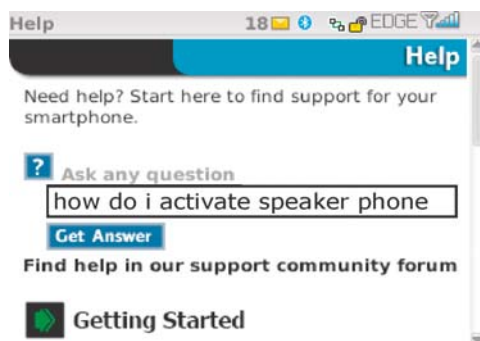 Help 18 EDGE
Help
Need help? Start here to find support for your
smartphone.
? Ask any question
how do i activate speaker phone
Get Answer
Find help in our support community forum
Getting Started